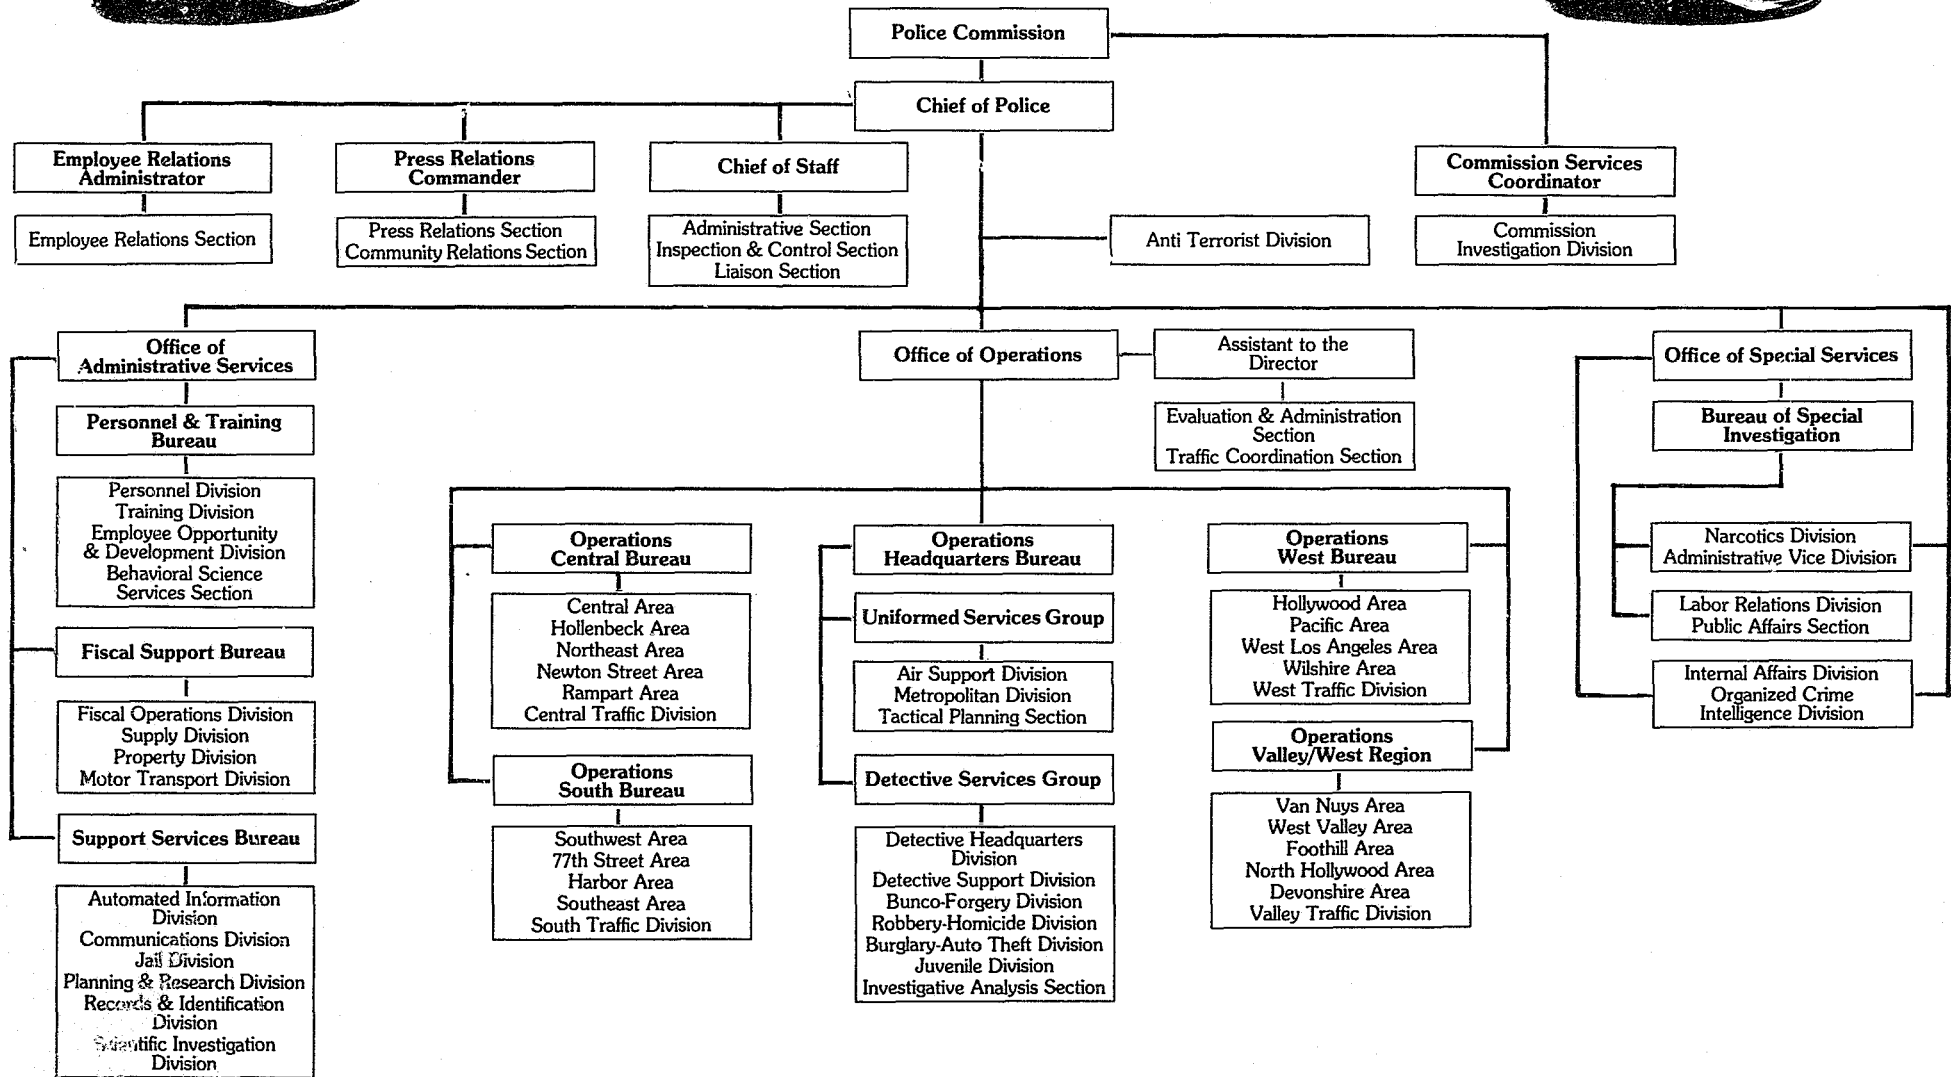 Police Commission
Chief of Police
Employee Relations
Administrator
Employee Relations Section
Press Relations
Commander
Press Relations Section
Community Relations Section
Chief of Staff
Administrative Section
Inspection & Control Section
Liaison Section
Anti Terrorist Division
Commission Services
Coordinator
Commission
Investigation Division
Office of
Administrative Services
Personnel & Training
Bureau
Personnel Division
Training Division
Employee Opportunity
& Development Division
Behavioral Science
Services Section
Fiscal Support Bureau
Fiscal Operations Division
Supply Division
Property Division
Motor Transport Division
Support Services Bureau
Automated Information
Division
Communications Division
Jail Division
Planning & Research Division
Records & Identification
Division
Scientific Investigation
Division
Office of Operations
Assistant to the
Director
Evaluation & Administration
Section
Traffic Coordination Section
Operations
Central Bureau
Central Area
Hollenbeck Area
Northeast Area
Newton Street Area
Rampart Area
Central Traffic Division
Operations
South Bureau
Southwest Area
77th Street Area
Harbor Area
Southeast Area
South Traffic Division
Operations
Headquarters Bureau
Uniformed Services Group
Air Support Division
Metropolitan Division
Tactical Planning Section
Detective Services Group
Detective Headquarters
Division
Detective Support Division
Bunco-Forgery Division
Robbery-Homicide Division
Burglary-Auto Theft Division
Juvenile Division
Investigative Analysis Section
Operations
West Bureau
Hollywood Area
Pacific Area
West Los Angeles Area
Wilshire Area
West Traffic Division
Operations
Valley/West Region
Van Nuys Area
West Valley Area
Foothill Area
North Hollywood Area
Devonshire Area
Valley Traffic Division
Office of Special Services
Bureau of Special
Investigation
Narcotics Division
Administrative Vice Division
Labor Relations Division
Public Affairs Section
Internal Affairs Division
Organized Crime
Intelligence Division